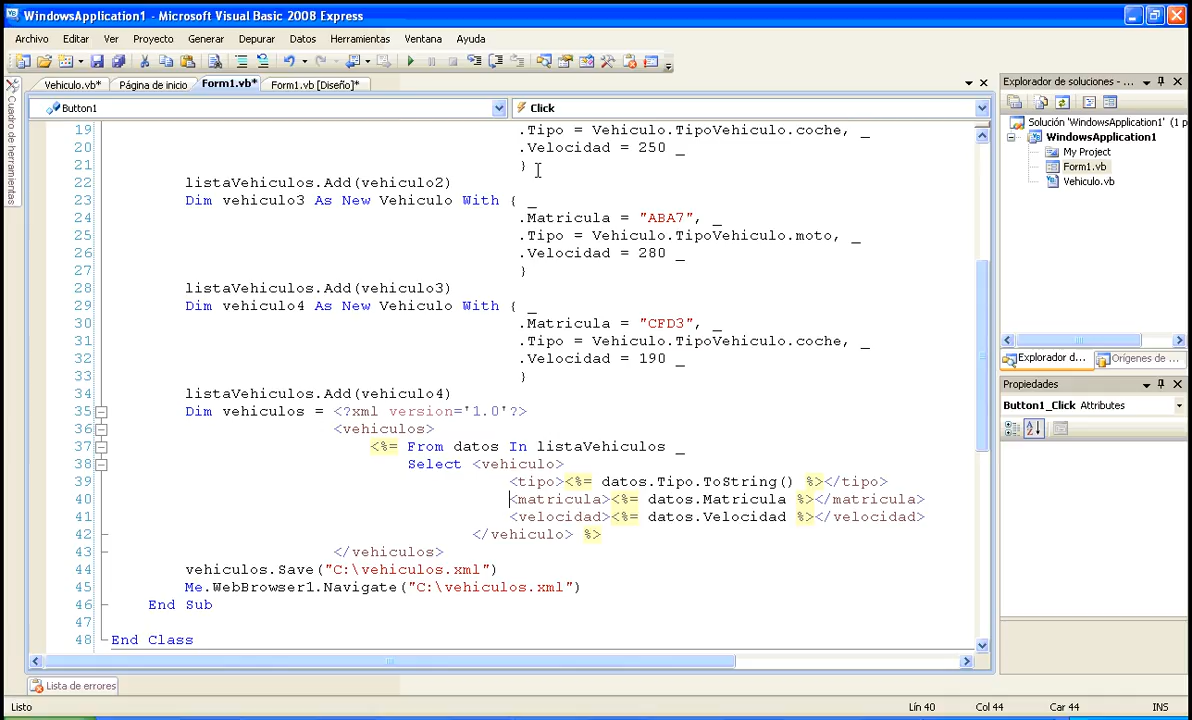 WindowsApplication1 - Microsoft Visual Basic 2008 Express
Archivo Editar Ver Proyecto Generar Depurar Datos Herramientas Ventana Ayuda
Vehiculo.vb* Página de inicio Form1.vb* Form1.vb [Diseño]*
Cuadro de herramientas
Button1 Click
19 .Tipo = Vehiculo.TipoVehiculo.coche, _
20 .Velocidad = 250 _
21 }
22 listaVehiculos.Add(vehiculo2)
23 Dim vehiculo3 As New Vehiculo With { _
24 .Matricula = "ABA7", _
25 .Tipo = Vehiculo.TipoVehiculo.moto, _
26 .Velocidad = 280 _
27 }
28 listaVehiculos.Add(vehiculo3)
29 Dim vehiculo4 As New Vehiculo With { _
30 .Matricula = "CFD3", _
31 .Tipo = Vehiculo.TipoVehiculo.coche, _
32 .Velocidad = 190 _
33 }
34 listaVehiculos.Add(vehiculo4)
35 Dim vehiculos = <?xml version='1.0'?>
36 <vehiculos>
37 <%= From datos In listaVehiculos _
38 Select <vehiculo>
39 <tipo><%= datos.Tipo.ToString() %></tipo>
40 <matricula><%= datos.Matricula %></matricula>
41 <velocidad><%= datos.Velocidad %></velocidad>
42 </vehiculo> %>
43 </vehiculos>
44 vehiculos.Save("C:\vehiculos.xml")
45 Me.WebBrowser1.Navigate("C:\vehiculos.xml")
46 End Sub
47
48 End Class
Explorador de soluciones - ...
Solución 'WindowsApplication1' (1 p
WindowsApplication1
My Project
Form1.vb
Vehiculo.vb
Explorador d... Orígenes de ...
Propiedades
Button1_Click Attributes
Lista de errores
Listo Lín 40 Col 44 Car 44 INS